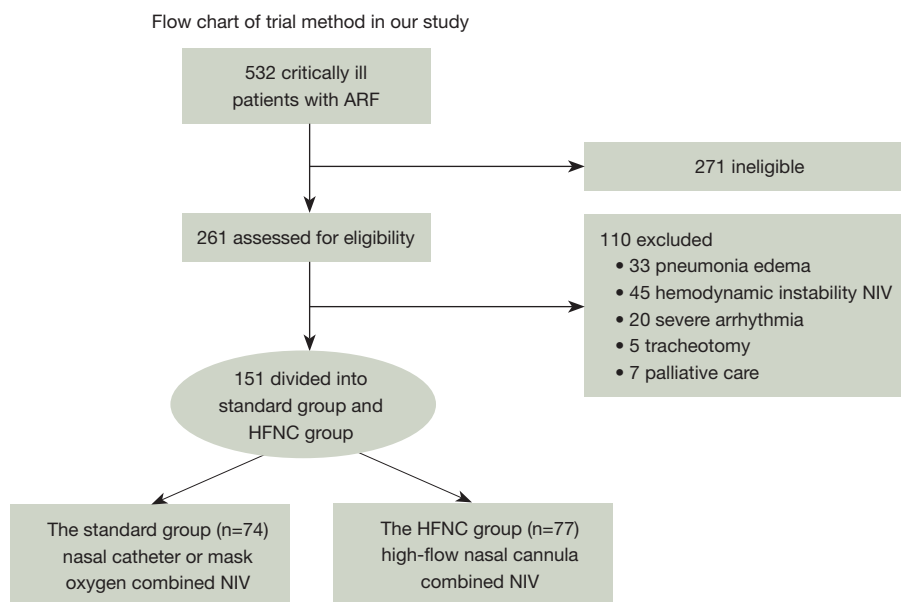 Flow chart of trial method in our study
532 critically ill
patients with ARF
271 ineligible
261 assessed for eligibility
110 excluded
• 33 pneumonia edema
• 45 hemodynamic instability NIV
• 20 severe arrhythmia
• 5 tracheotomy
• 7 palliative care
151 divided into
standard group and
HFNC group
The standard group (n=74)
nasal catheter or mask
oxygen combined NIV
The HFNC group (n=77)
high-flow nasal cannula
combined NIV